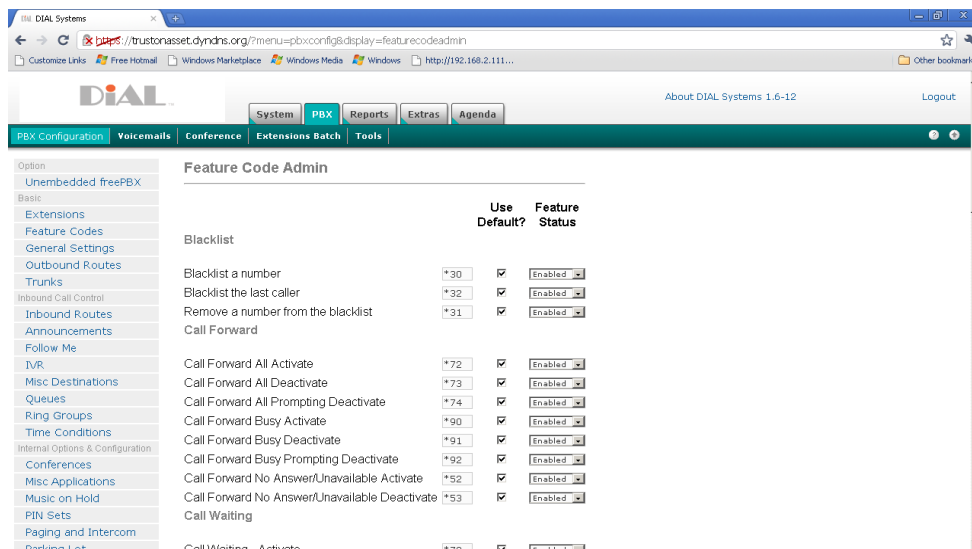 DIAL Systems
https://trustonasset.dyndns.org/?menu=pbxconfig&display=featurecodeadmin
Customize Links Free Hotmail Windows Marketplace Windows Media Windows http://192.168.2.111... Other bookmark
DiAL
About DIAL Systems 1.6-12 Logout
System PBX Reports Extras Agenda
PBX Configuration Voicemails Conference Extensions Batch Tools
Option
Unembedded freePBX
Basic
Extensions
Feature Codes
General Settings
Outbound Routes
Trunks
Inbound Call Control
Inbound Routes
Announcements
Follow Me
IVR
Misc Destinations
Queues
Ring Groups
Time Conditions
Internal Options & Configuration
Conferences
Misc Applications
Music on Hold
PIN Sets
Paging and Intercom
Parking Lot
Feature Code Admin
Use Feature
Default? Status
Blacklist
Blacklist a number *30 Enabled
Blacklist the last caller *32 Enabled
Remove a number from the blacklist *31 Enabled
Call Forward
Call Forward All Activate *72 Enabled
Call Forward All Deactivate *73 Enabled
Call Forward All Prompting Deactivate *74 Enabled
Call Forward Busy Activate *90 Enabled
Call Forward Busy Deactivate *91 Enabled
Call Forward Busy Prompting Deactivate *92 Enabled
Call Forward No Answer/Unavailable Activate *52 Enabled
Call Forward No Answer/Unavailable Deactivate *53 Enabled
Call Waiting
Call Waiting - Activate *70 Enabled